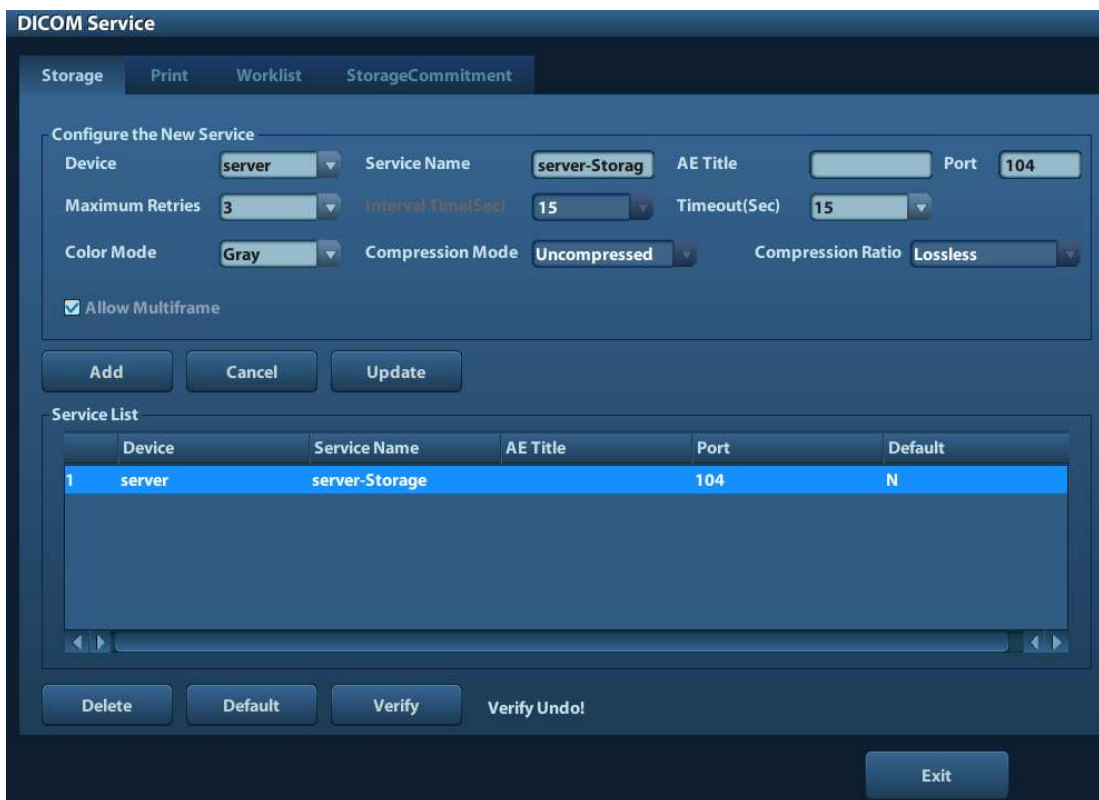 DICOM Service
Storage Print Worklist StorageCommitment
Configure the New Service
Device server Service Name server-Storag AE Title Port 104
Maximum Retries 3 Interval Time(Sec) 15 Timeout(Sec) 15
Color Mode Gray Compression Mode Uncompressed Compression Ratio Lossless
Allow Multiframe
Add Cancel Update
Service List
Device Service Name AE Title Port Default
1 server server-Storage 104 N
Delete Default Verify Verify Undo!
Exit